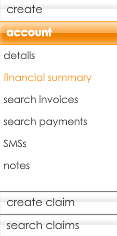 create
account
details
financial summary
search invoices
search payments
SMSs
notes
create claim
search claims